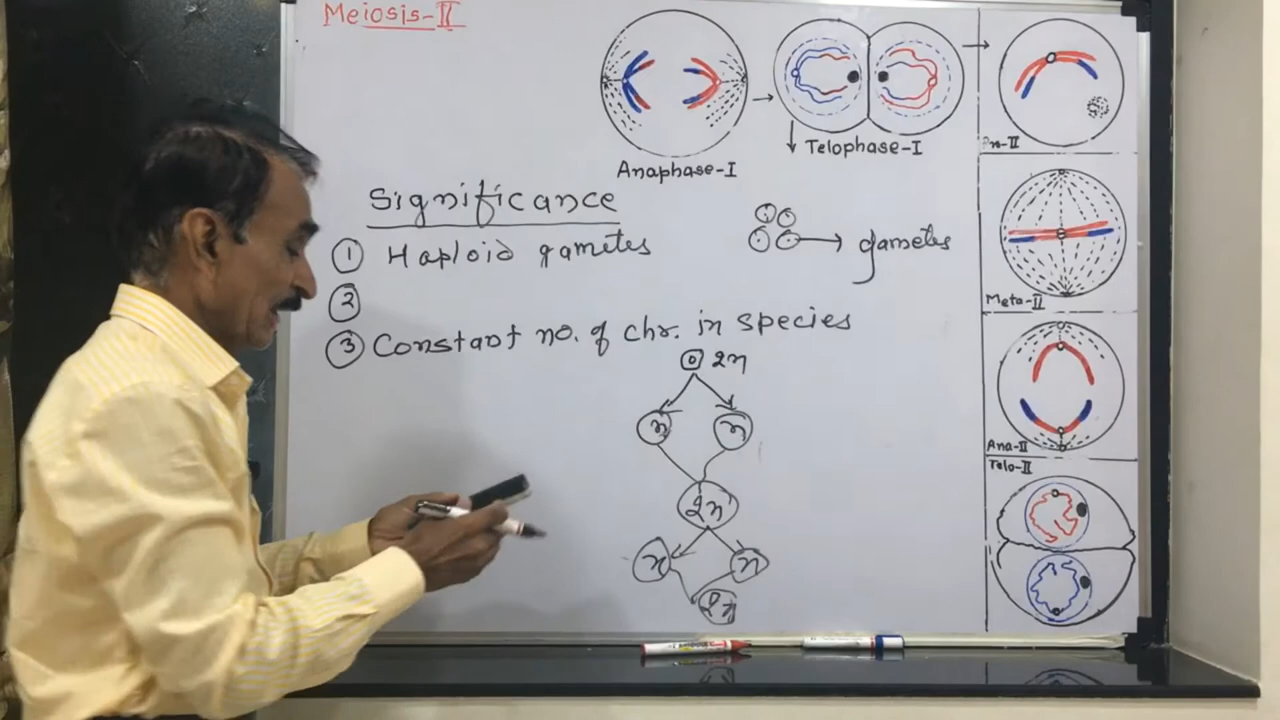 Meiosis-II
Anaphase-I
Telophase-I
Pro-II
Significance
① Haploid gametes
gametes
②
③ Constant no. of chr. in species
Meta-II
2n
n n
2n
n n
2n
Ana-II
Telo-II